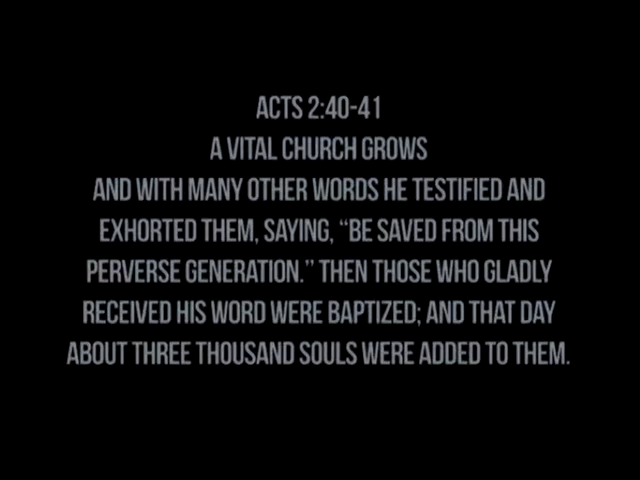 ACTS 2:40-41
A VITAL CHURCH GROWS
AND WITH MANY OTHER WORDS HE TESTIFIED AND
EXHORTED THEM, SAYING, “BE SAVED FROM THIS
PERVERSE GENERATION.” THEN THOSE WHO GLADLY
RECEIVED HIS WORD WERE BAPTIZED; AND THAT DAY
ABOUT THREE THOUSAND SOULS WERE ADDED TO THEM.